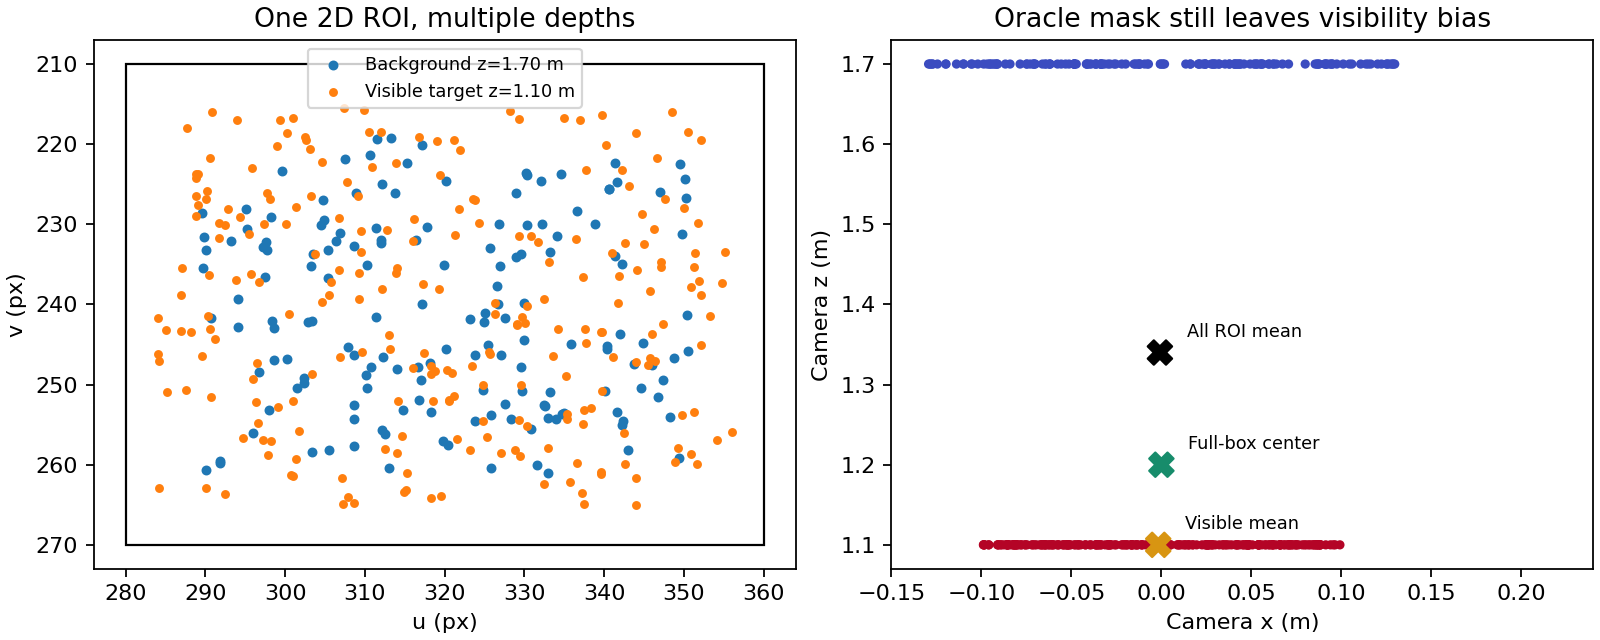 One 2D ROI, multiple depths
Background z=1.70 m
Visible target z=1.10 m
210
220
230
240
250
260
270
v (px)
280
290
300
310
320
330
340
350
360
u (px)
Oracle mask still leaves visibility bias
1.7
1.6
1.5
1.4
1.3
1.2
1.1
Camera z (m)
All ROI mean
Full-box center
Visible mean
−0.15
−0.10
−0.05
0.00
0.05
0.10
0.15
0.20
Camera x (m)